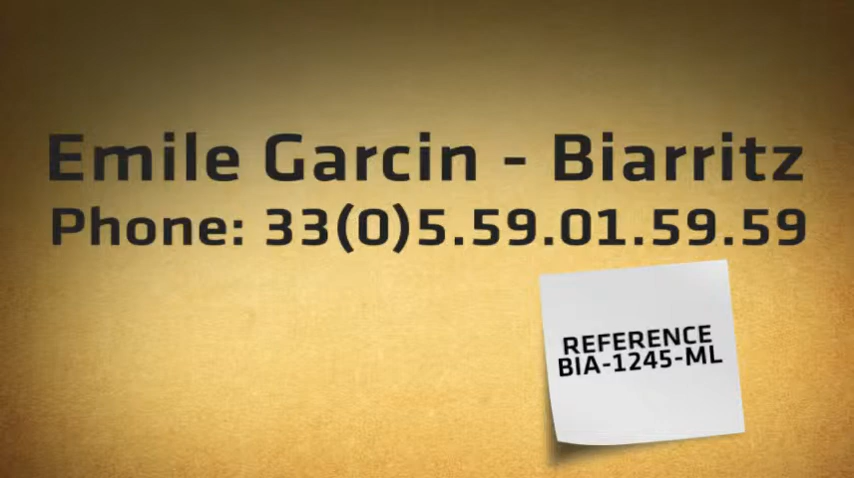 Emile Garcin - Biarritz
Phone: 33(0)5.59.01.59.59
REFERENCE
BIA-1245-ML